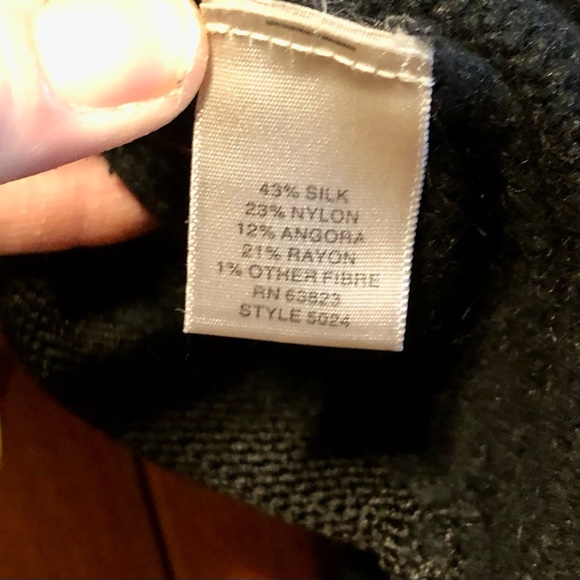 43% SILK
23% NYLON
12% ANGORA
21% RAYON
1% OTHER FIBRE
RN 63823
STYLE 5024